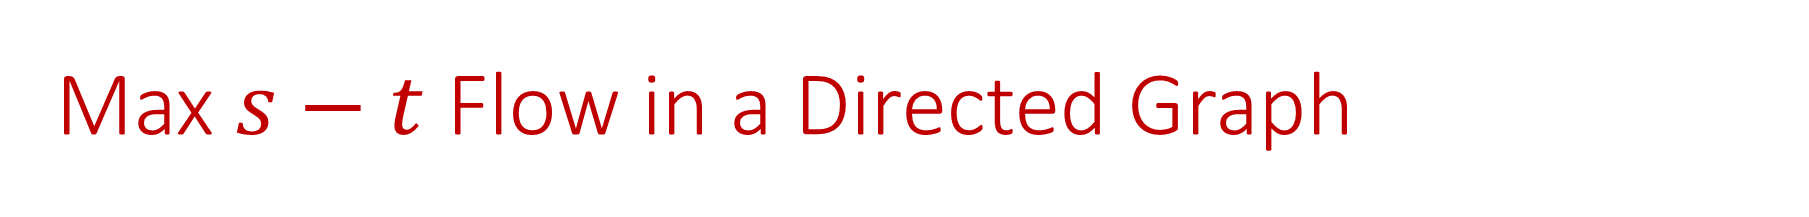 Max s − t Flow in a Directed Graph